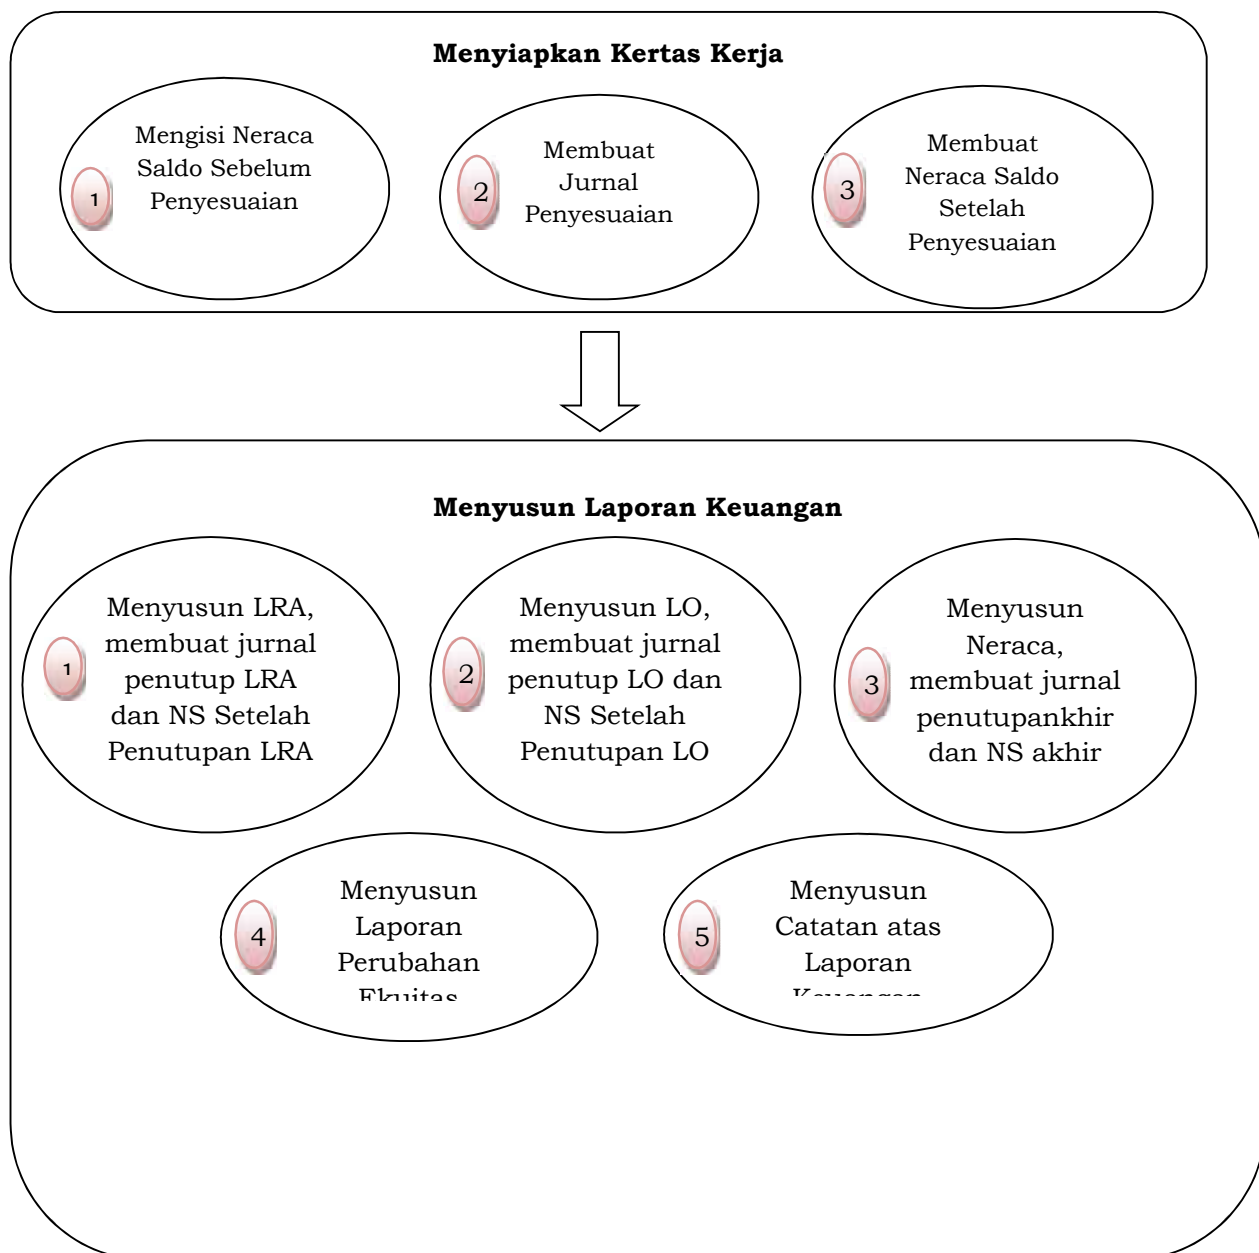 Menyiapkan Kertas Kerja
1
Mengisi Neraca
Saldo Sebelum
Penyesuaian
2
Membuat
Jurnal
Penyesuaian
3
Membuat
Neraca Saldo
Setelah
Penyesuaian
Menyusun Laporan Keuangan
1
Menyusun LRA,
membuat jurnal
penutup LRA
dan NS Setelah
Penutupan LRA
2
Menyusun LO,
membuat jurnal
penutup LO dan
NS Setelah
Penutupan LO
3
Menyusun
Neraca,
membuat jurnal
penutupankhir
dan NS akhir
4
Menyusun
Laporan
Perubahan
Ekuitas
5
Menyusun
Catatan atas
Laporan
Keuangan